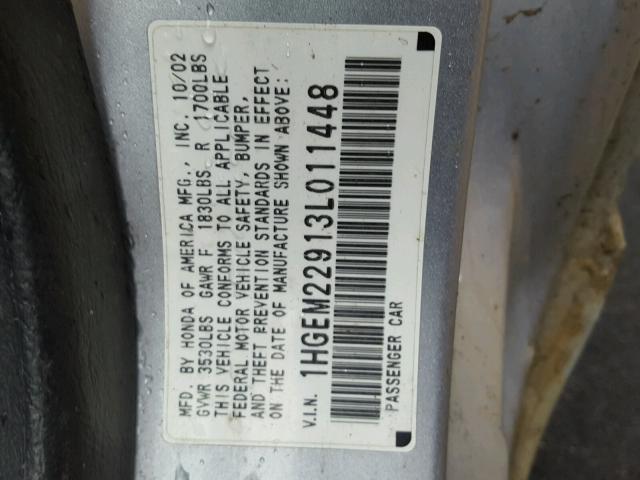 MFD. BY HONDA OF AMERICA MFG., INC. 10/02
GVWR 3530LBS GAWR F 1830LBS. R 1700LBS
THIS VEHICLE CONFORMS TO ALL APPLICABLE
FEDERAL MOTOR VEHICLE SAFETY, BUMPER,
AND THEFT PREVENTION STANDARDS IN EFFECT
ON THE DATE OF MANUFACTURE SHOWN ABOVE:
V.I.N. 1HGEM22913L011448
PASSENGER CAR